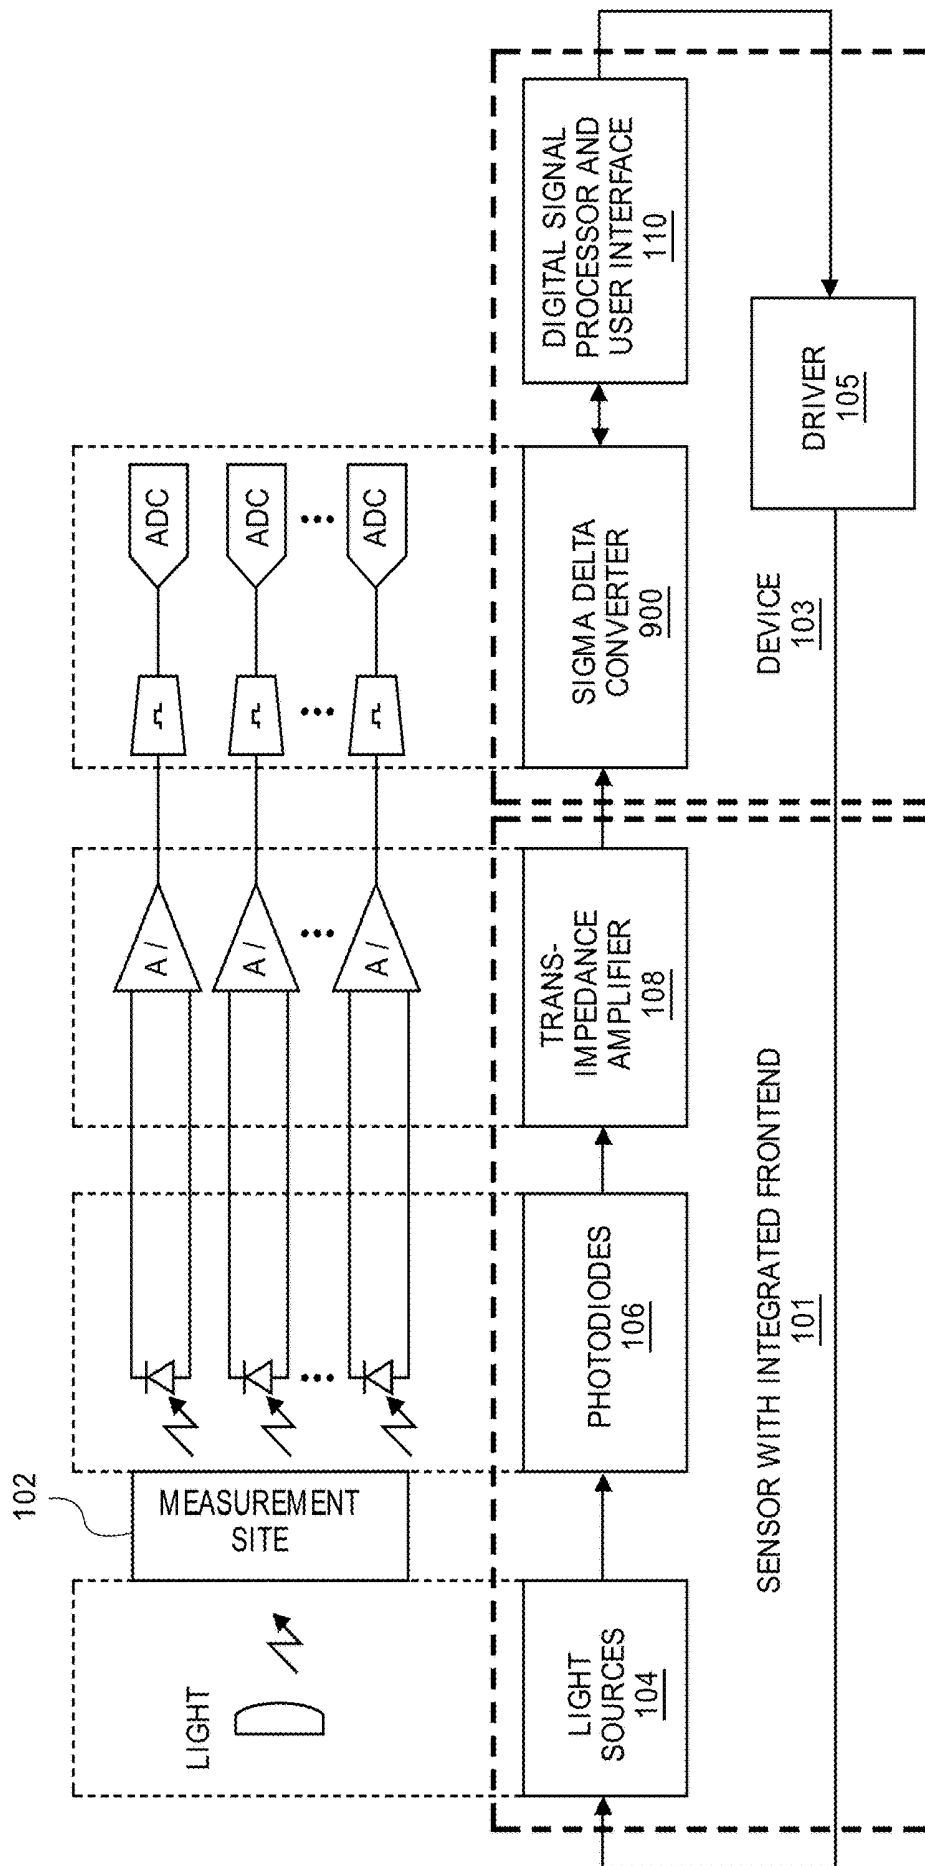 LIGHT
102
MEASUREMENT
SITE
A /
A /
A /
ADC
ADC
ADC
LIGHT
SOURCES
104
PHOTODIODES
106
TRANS-
IMPEDANCE
AMPLIFIER
108
SIGMA DELTA
CONVERTER
900
DIGITAL SIGNAL
PROCESSOR AND
USER INTERFACE
110
SENSOR WITH INTEGRATED FRONTEND
101
DEVICE
103
DRIVER
105